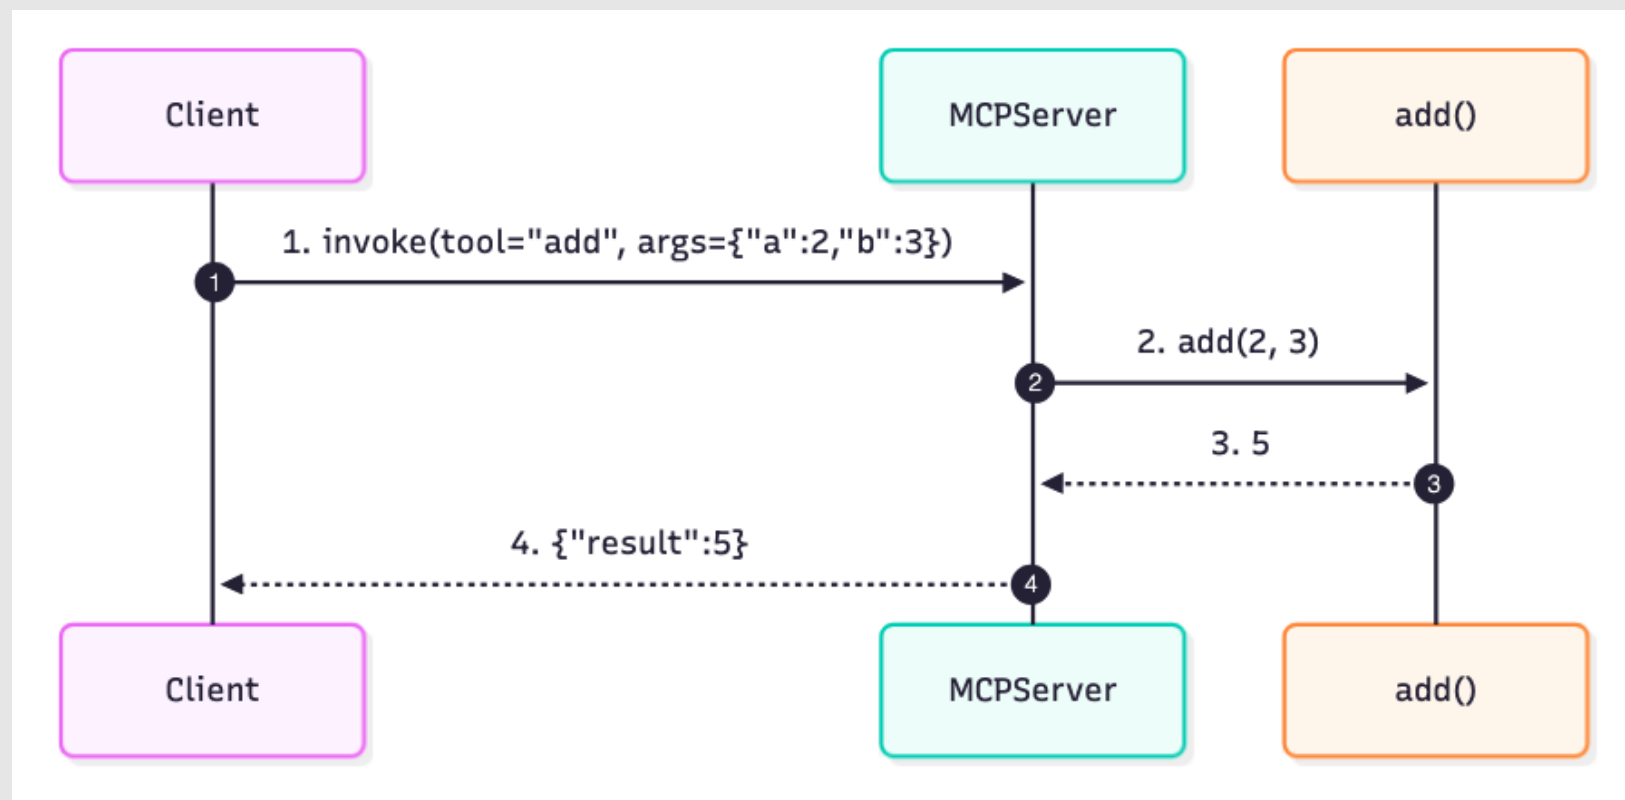 Client
MCPServer
add()
1. invoke(tool="add", args={"a":2,"b":3})
1
2. add(2, 3)
2
3. 5
3
4. {"result":5}
4
Client
MCPServer
add()